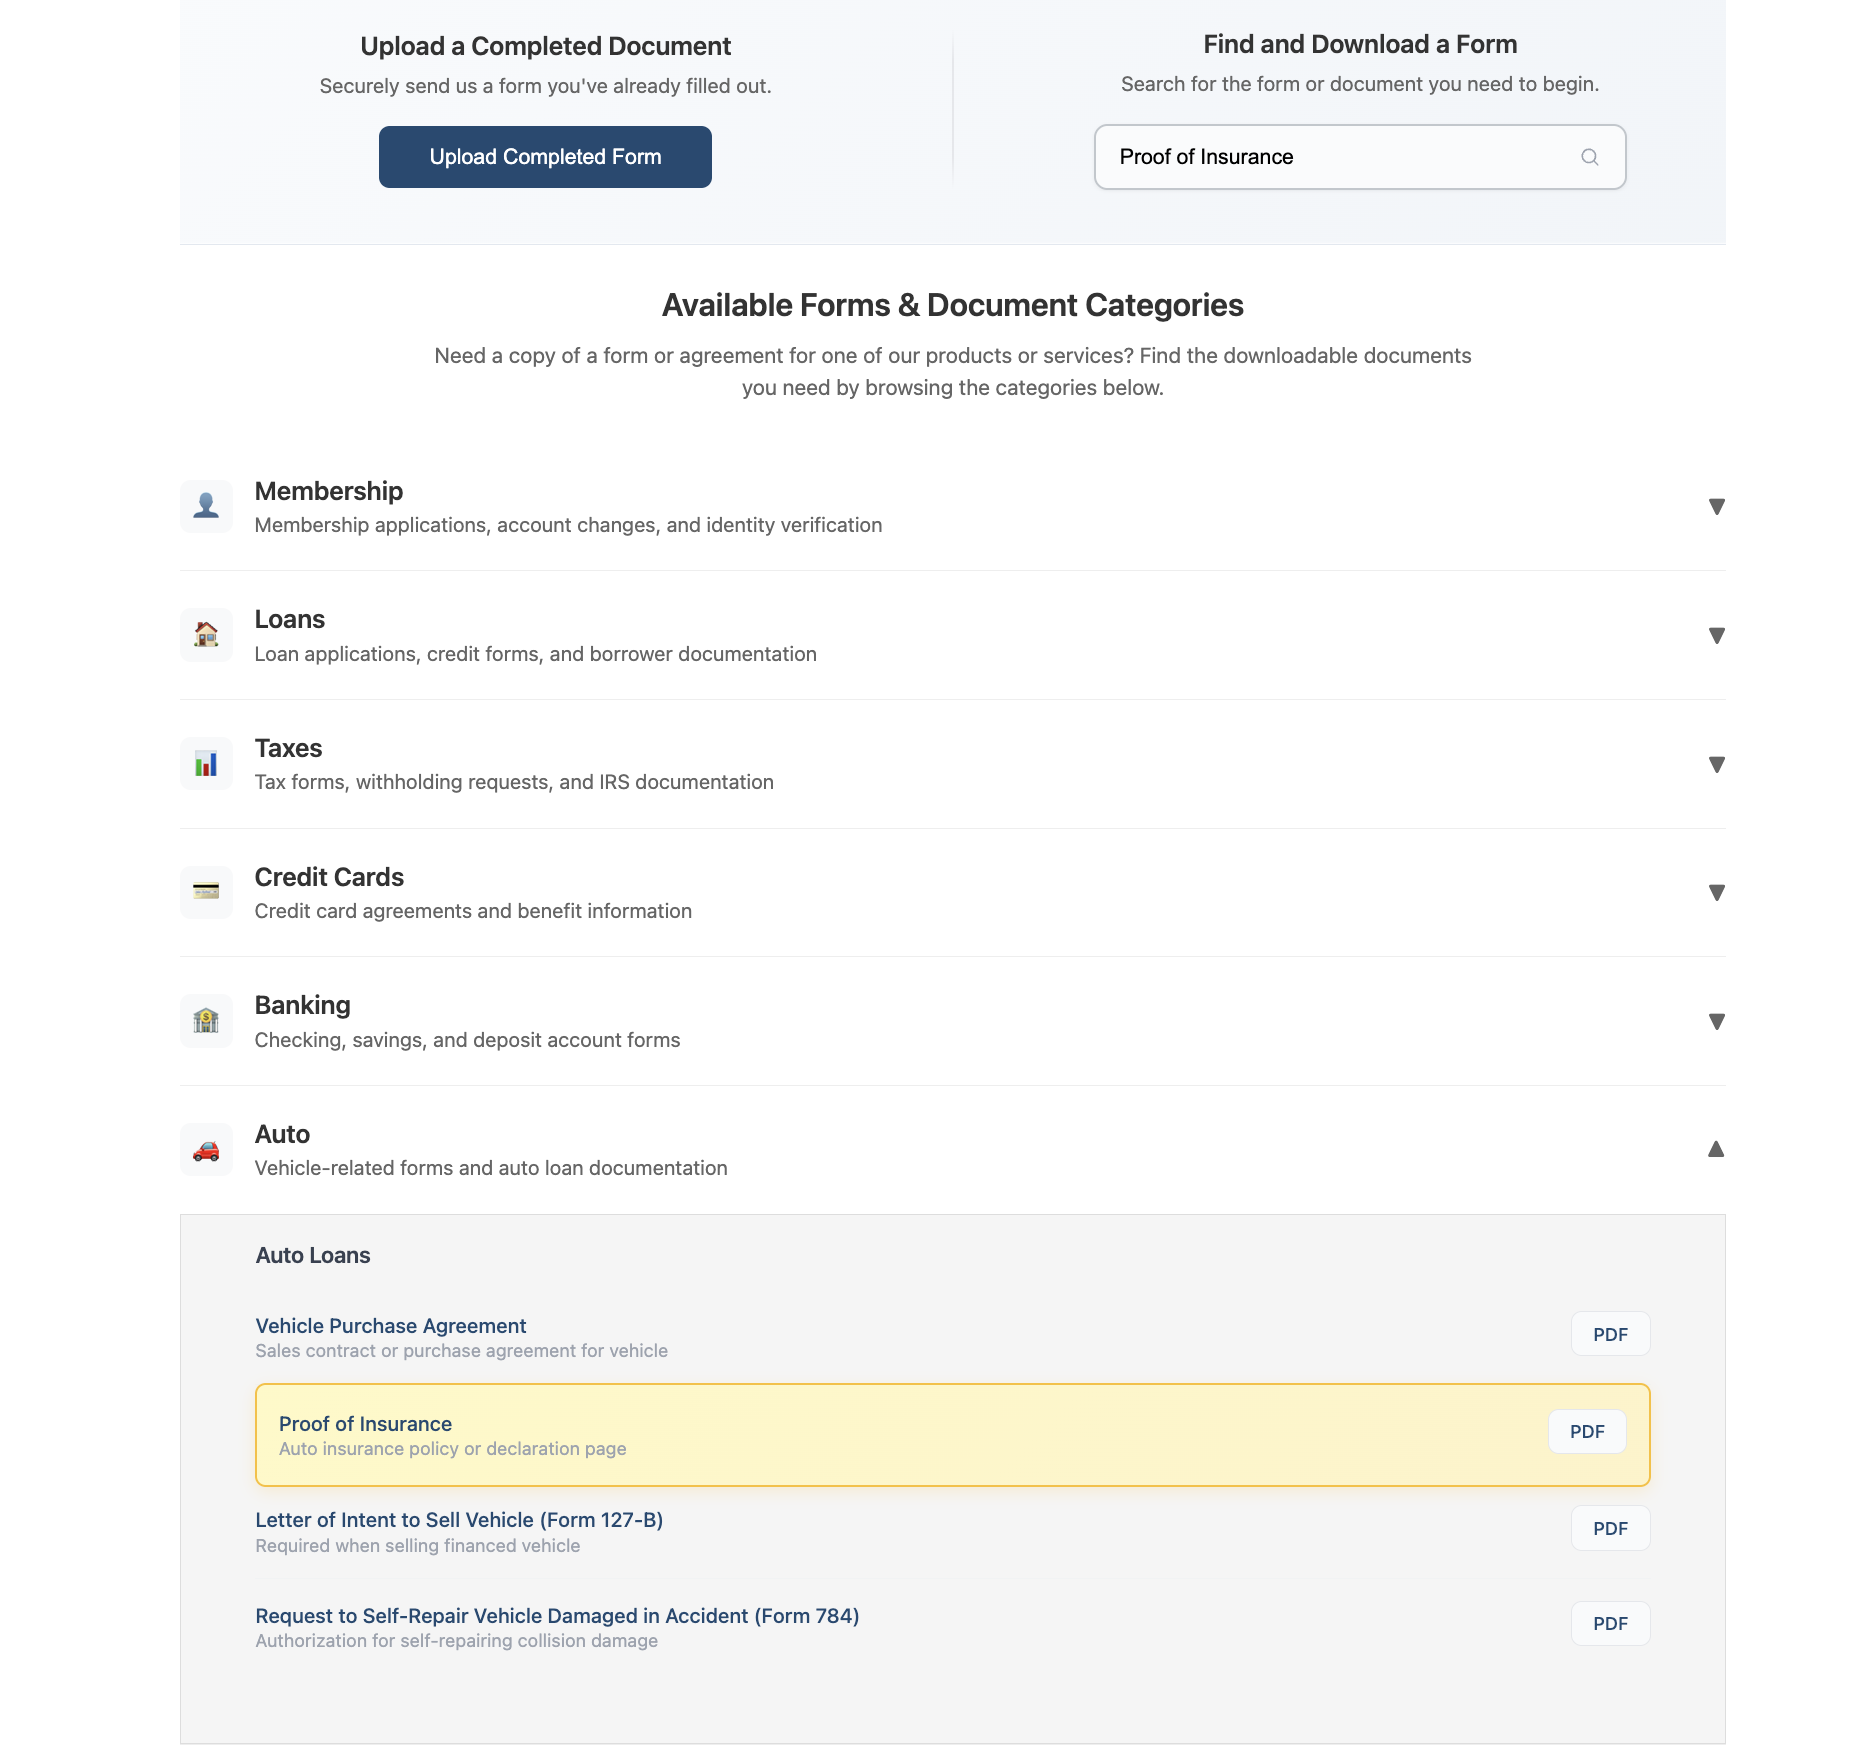 Upload a Completed Document
Securely send us a form you've already filled out.
Upload Completed Form
Find and Download a Form
Search for the form or document you need to begin.
Proof of Insurance
Available Forms & Document Categories
Need a copy of a form or agreement for one of our products or services? Find the downloadable documents
you need by browsing the categories below.
Membership
Membership applications, account changes, and identity verification
Loans
Loan applications, credit forms, and borrower documentation
Taxes
Tax forms, withholding requests, and IRS documentation
Credit Cards
Credit card agreements and benefit information
Banking
Checking, savings, and deposit account forms
Auto
Vehicle-related forms and auto loan documentation
Auto Loans
Vehicle Purchase Agreement
Sales contract or purchase agreement for vehicle
PDF
Proof of Insurance
Auto insurance policy or declaration page
PDF
Letter of Intent to Sell Vehicle (Form 127-B)
Required when selling financed vehicle
PDF
Request to Self-Repair Vehicle Damaged in Accident (Form 784)
Authorization for self-repairing collision damage
PDF